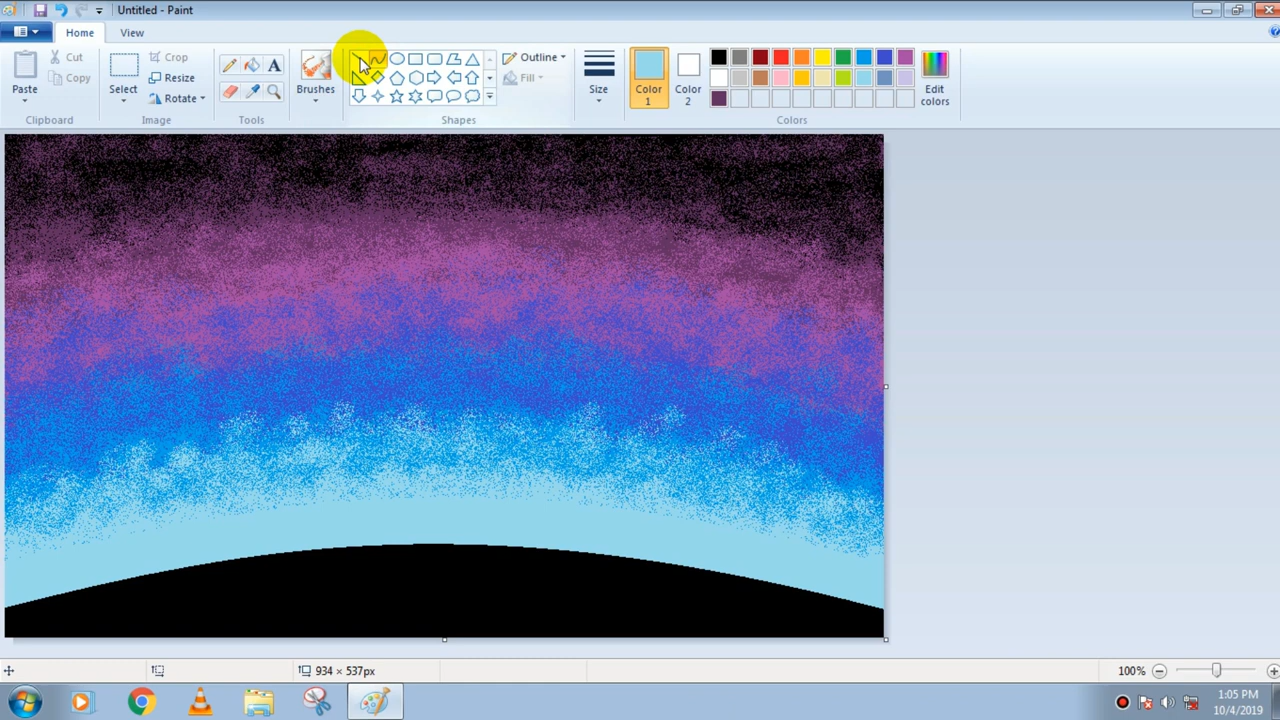 Untitled - Paint
Home
View
Paste
Cut
Copy
Clipboard
Select
Crop
Resize
Rotate
Image
A
Tools
Brushes
Outline
Fill
Shapes
Size
Color
1
Color
2
Edit
colors
Colors
934 × 537px
100%
1:05 PM
10/4/2019